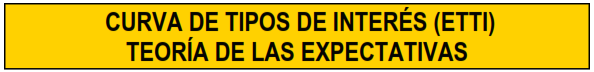 CURVA DE TIPOS DE INTERÉS (ETTI)
TEORÍA DE LAS EXPECTATIVAS